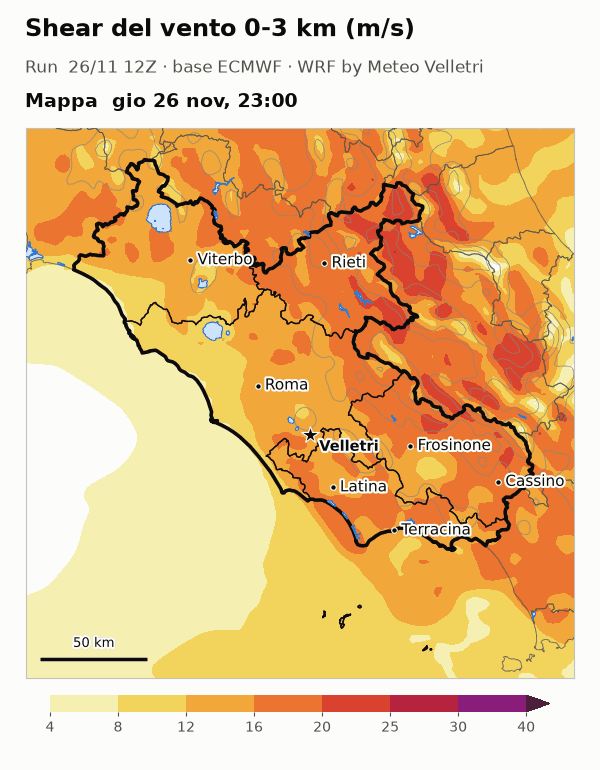 Shear del vento 0-3 km (m/s)
Run  26/11 12Z · base ECMWF · WRF by Meteo Velletri
Mappa  gio 26 nov, 23:00
Viterbo
Rieti
Roma
Velletri
Frosinone
Latina
Cassino
Terracina
50 km
4 8 12 16 20 25 30 40